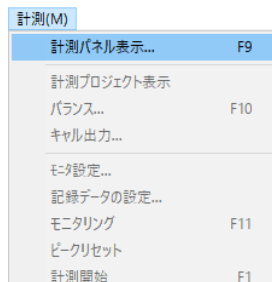 計測(M)
計測パネル表示... F9
計測プロジェクト表示
バランス... F10
キャル出力...
ﾓﾆﾀ設定...
記録データの設定...
モニタリング F11
ピークリセット
計測開始 F1